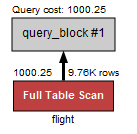 Query cost: 1000.25
query_block #1
1000.25 9.76K rows
Full Table Scan
flight